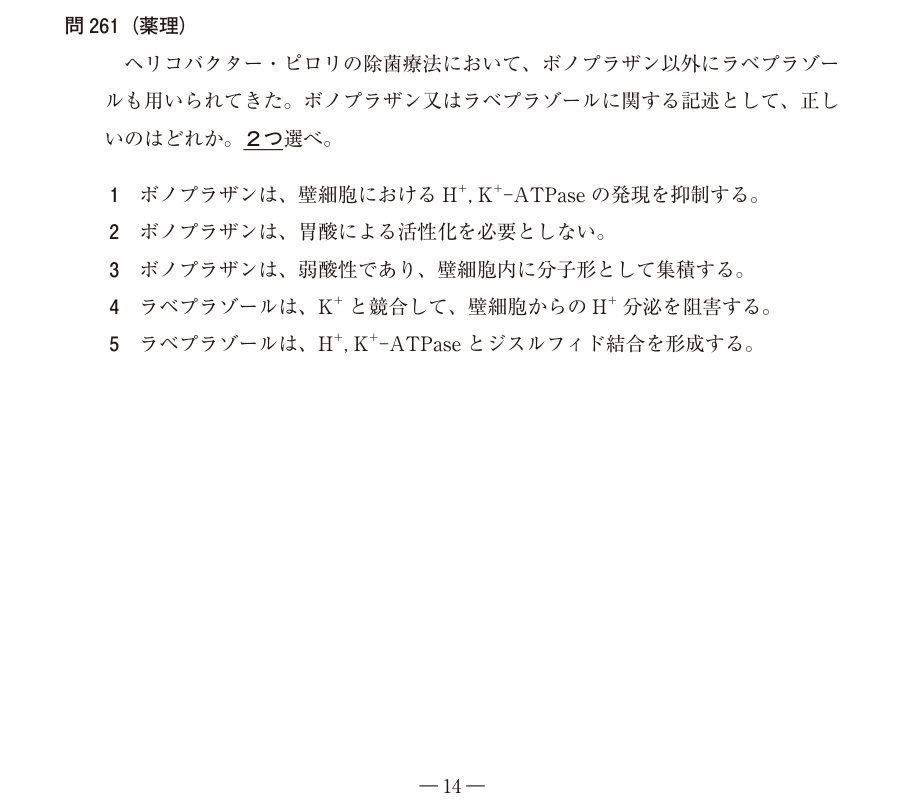 問 261(薬理)
ヘリコバクター・ピロリの除菌療法において、ボノプラザン以外にラベプラゾー
ルも用いられてきた。ボノプラザン又はラベプラゾールに関する記述として、正し
いのはどれか。2つ選べ。
1 ボノプラザンは、壁細胞における H⁺, K⁺-ATPase の発現を抑制する。
2 ボノプラザンは、胃酸による活性化を必要としない。
3 ボノプラザンは、弱酸性であり、壁細胞内に分子形として集積する。
4 ラベプラゾールは、K⁺ と競合して、壁細胞からの H⁺ 分泌を阻害する。
5 ラベプラゾールは、H⁺, K⁺-ATPase とジスルフィド結合を形成する。
— 14 —